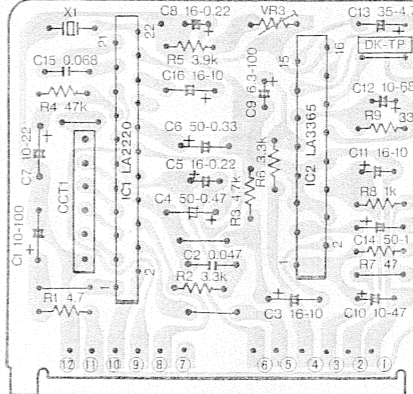 X1
C8 16-0.22
VR3
C13 35-4.7
21
22
DK-TP
R5 3.9k
15
16
C15 0.068
C16 16-10
C9 6.3-100
C12 10-68
R4 47k
R9 33
C6 50-0.33
C7 10-22
CCT1
IC1 LA2220
C5 16-0.22
R3 4.7k
R6 3.3k
IC2 LA3365
C11 16-10
R8 1k
C4 50-0.47
C1 10-100
C14 50-1
C2 0.047
R7 47
1
2
R2 3.3k
1
2
R1 4.7
C3 16-10
C10 10-47
⑫ ⑪ ⑩ ⑨ ⑧ ⑦ ⑥ ⑤ ④ ③ ② ①